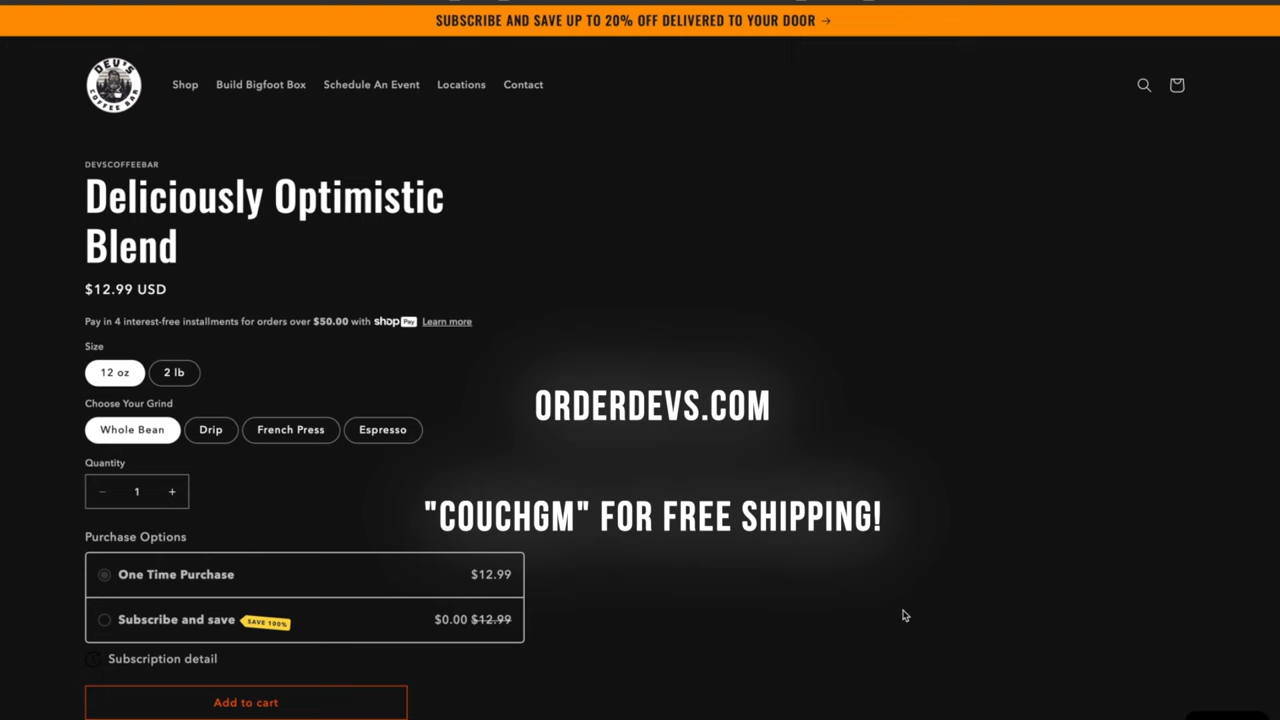 SUBSCRIBE AND SAVE UP TO 20% OFF DELIVERED TO YOUR DOOR →
DEV'S
COFFEE BAR
Shop Build Bigfoot Box Schedule An Event Locations Contact
DEVSCOFFEEBAR
Deliciously Optimistic
Blend
$12.99 USD
Pay in 4 interest-free installments for orders over $50.00 with shop Pay Learn more
Size
12 oz 2 lb
Choose Your Grind
Whole Bean Drip French Press Espresso
ORDERDEVS.COM
Quantity
− 1 +
"COUCHGM" FOR FREE SHIPPING!
Purchase Options
One Time Purchase $12.99
Subscribe and save SAVE 100% $0.00 $12.99
Subscription detail
Add to cart